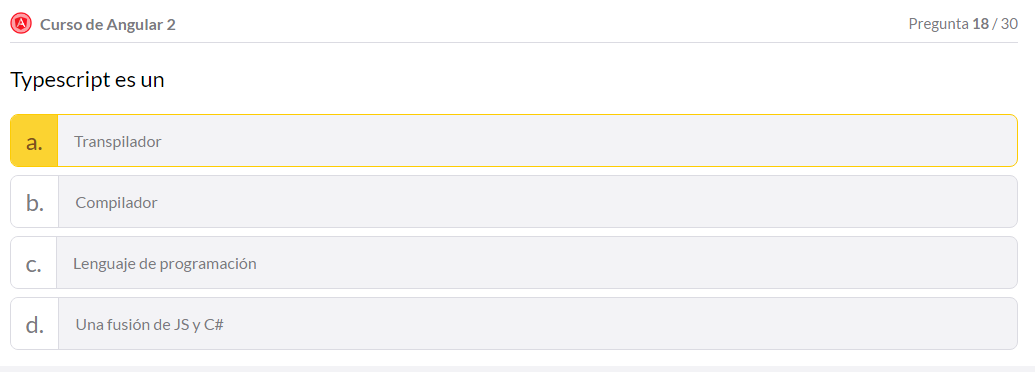 Curso de Angular 2
Pregunta 18 / 30
Typescript es un
a. Transpilador
b. Compilador
c. Lenguaje de programación
d. Una fusión de JS y C#